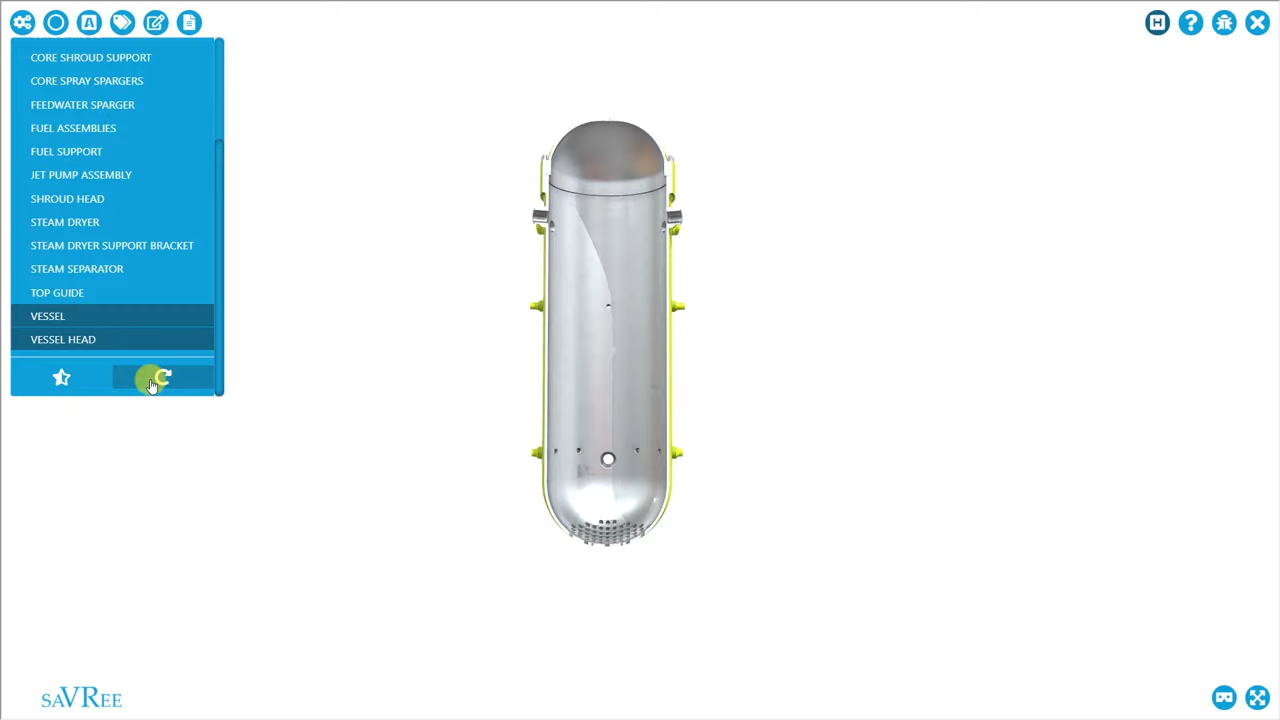 CORE SHROUD SUPPORT
CORE SPRAY SPARGERS
FEEDWATER SPARGER
FUEL ASSEMBLIES
FUEL SUPPORT
JET PUMP ASSEMBLY
SHROUD HEAD
STEAM DRYER
STEAM DRYER SUPPORT BRACKET
STEAM SEPARATOR
TOP GUIDE
VESSEL
VESSEL HEAD
A
H
?
saVRee